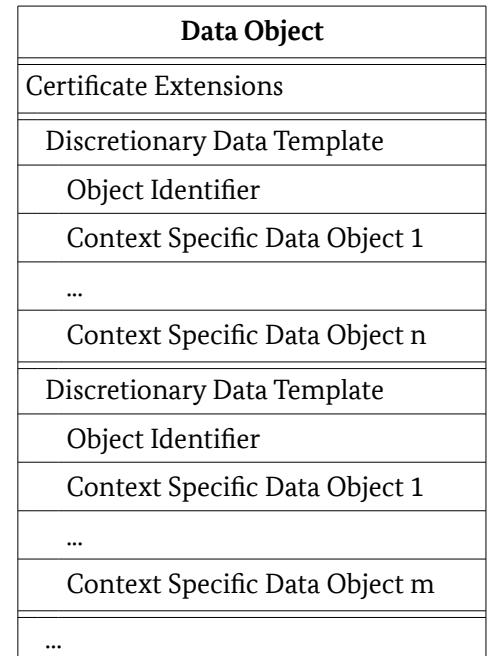 Data Object
Certificate Extensions
Discretionary Data Template
Object Identifier
Context Specific Data Object 1
...
Context Specific Data Object n
Discretionary Data Template
Object Identifier
Context Specific Data Object 1
...
Context Specific Data Object m
...